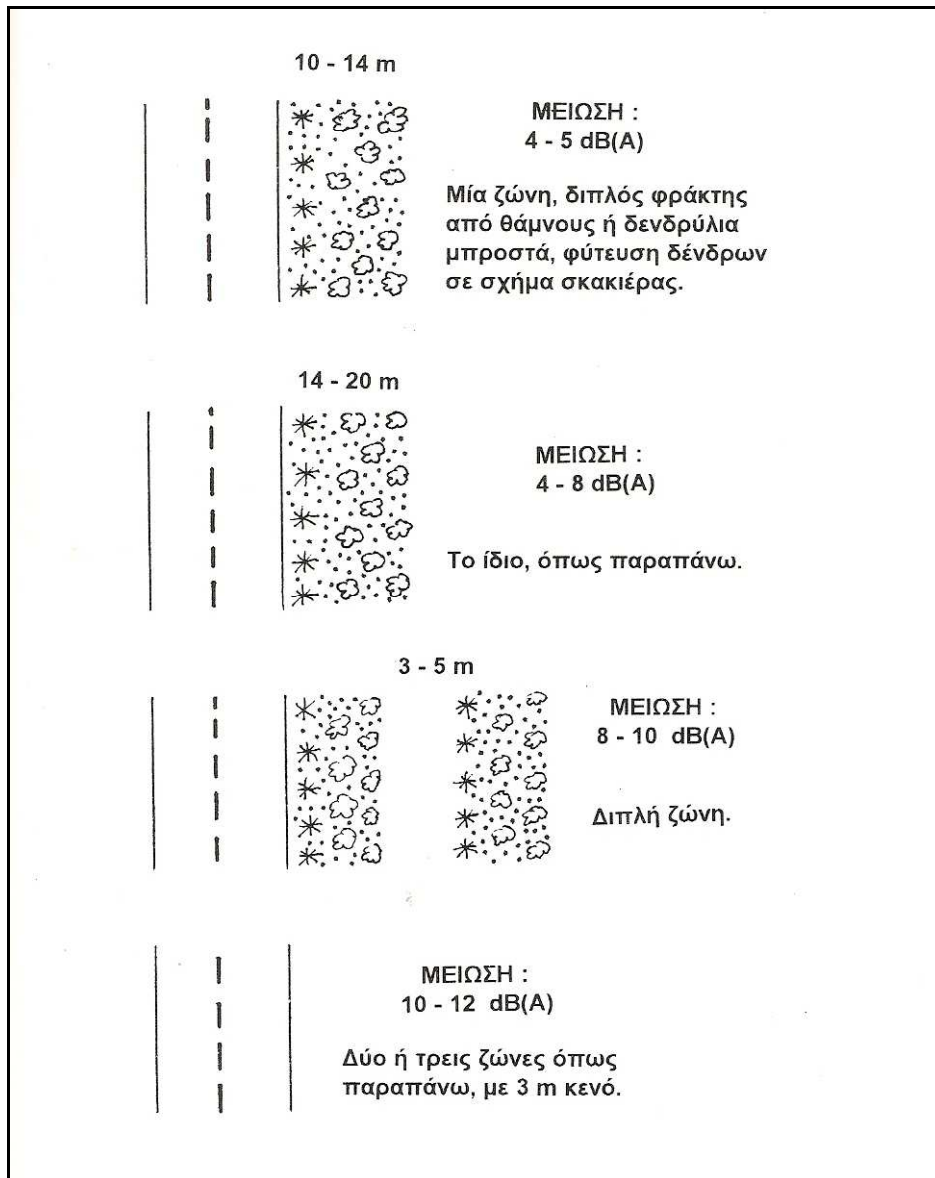 10 - 14 m
ΜΕΙΩΣΗ :
4 - 5 dB(A)
Μία ζώνη, διπλός φράκτης
από θάμνους ή δενδρύλια
μπροστά, φύτευση δένδρων
σε σχήμα σκακιέρας.
14 - 20 m
ΜΕΙΩΣΗ :
4 - 8 dB(A)
Το ίδιο, όπως παραπάνω.
3 - 5 m
ΜΕΙΩΣΗ :
8 - 10 dB(A)
Διπλή ζώνη.
ΜΕΙΩΣΗ :
10 - 12 dB(A)
Δύο ή τρεις ζώνες όπως
παραπάνω, με 3 m κενό.